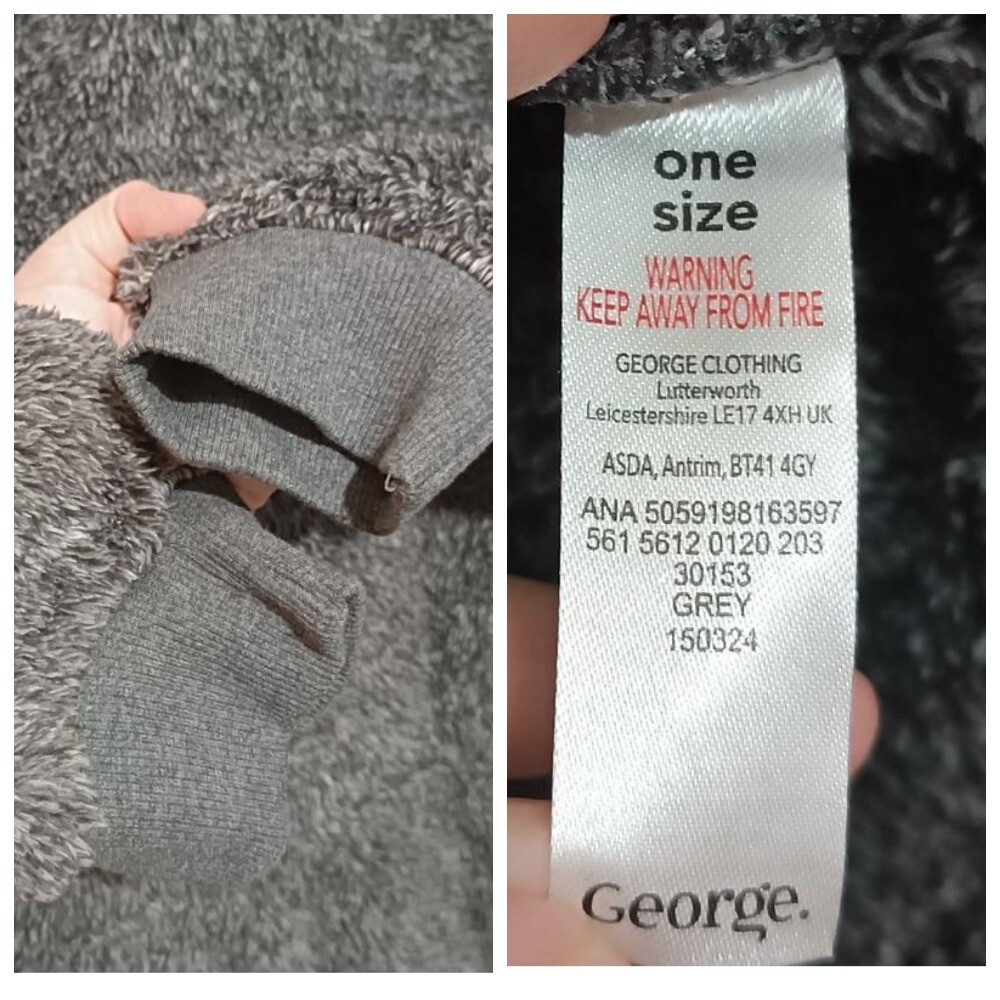 one
size
WARNING
KEEP AWAY FROM FIRE
GEORGE CLOTHING
Lutterworth
Leicestershire LE17 4XH UK
ASDA, Antrim, BT41 4GY
ANA 5059198163597
561 5612 0120 203
30153
GREY
150324
George.